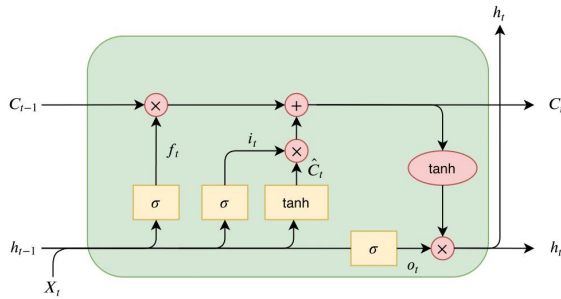 h_t
C_{t-1} × + C_t
f_t i_t × Ĉ_t
tanh
σ σ tanh
h_{t-1} σ o_t × h_t
X_t